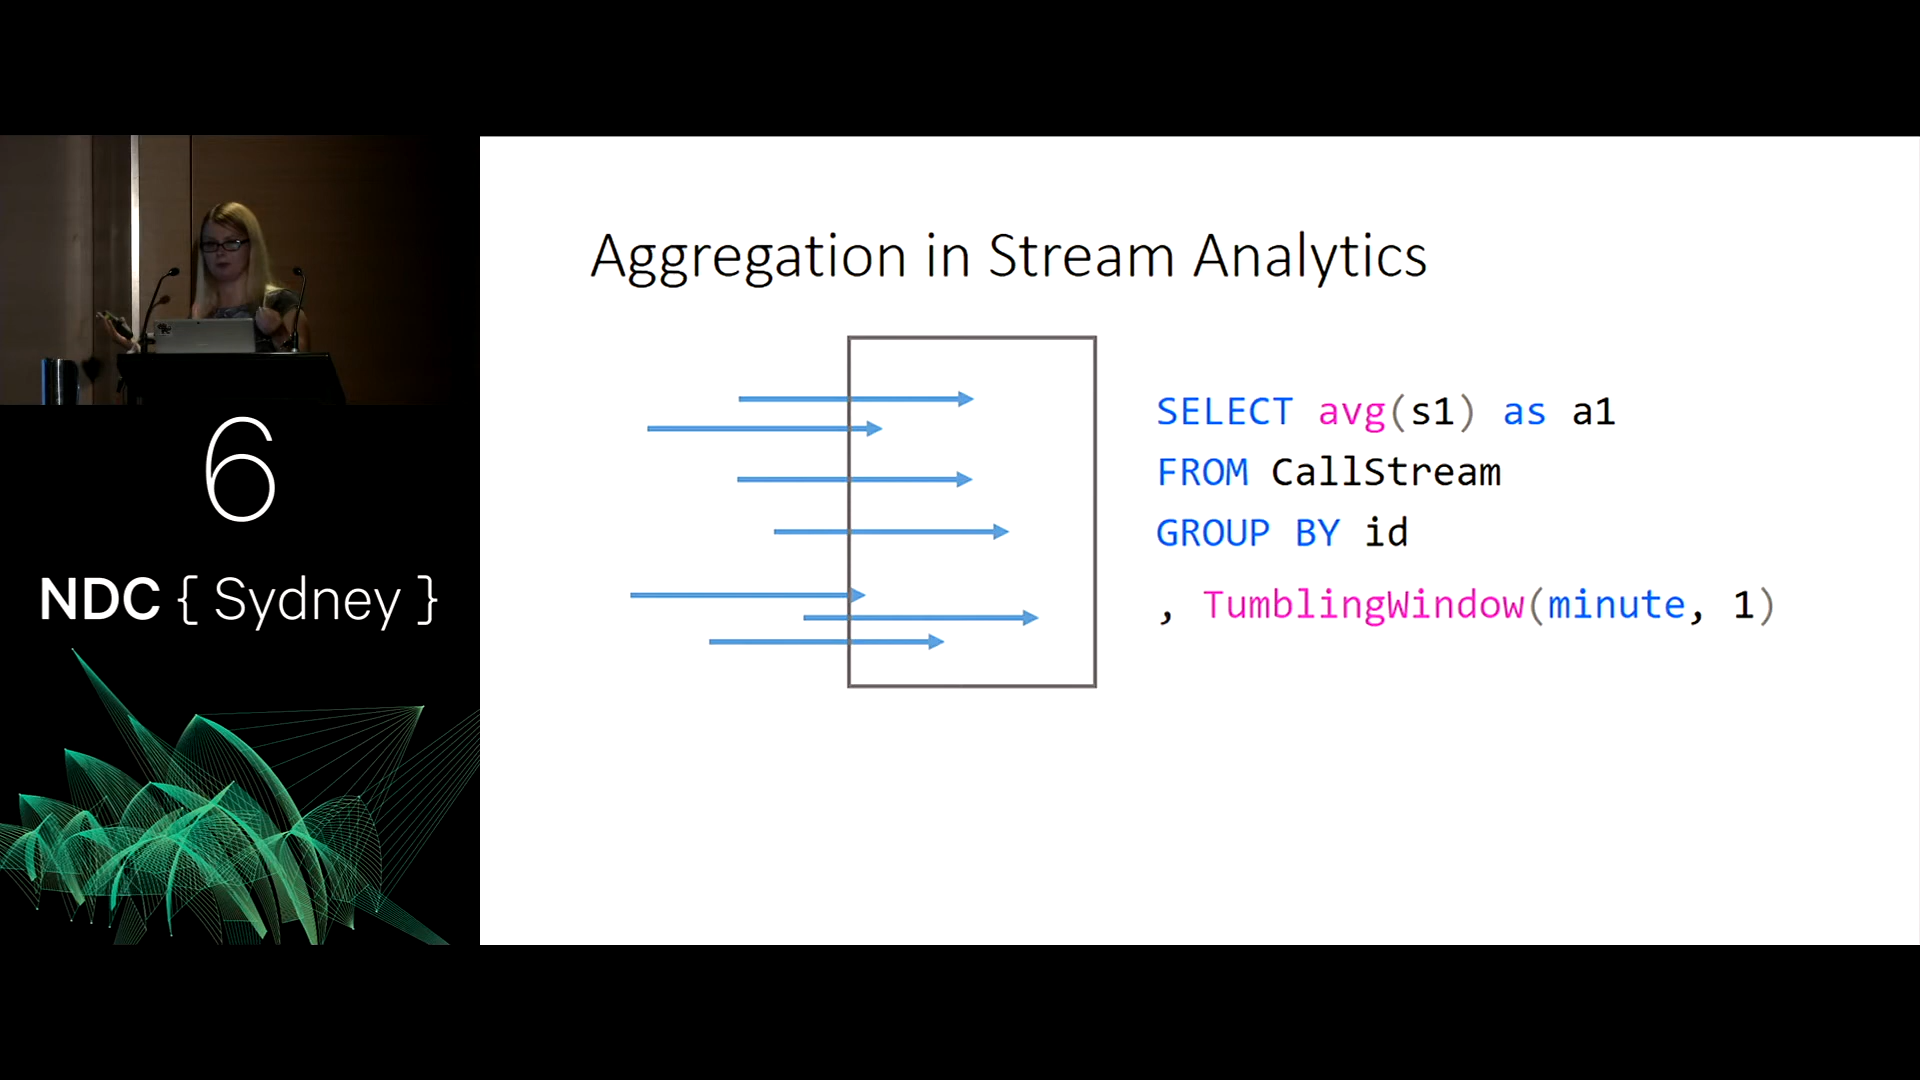 6
NDC { Sydney }
Aggregation in Stream Analytics
SELECT avg(s1) as a1
FROM CallStream
GROUP BY id
, TumblingWindow(minute, 1)